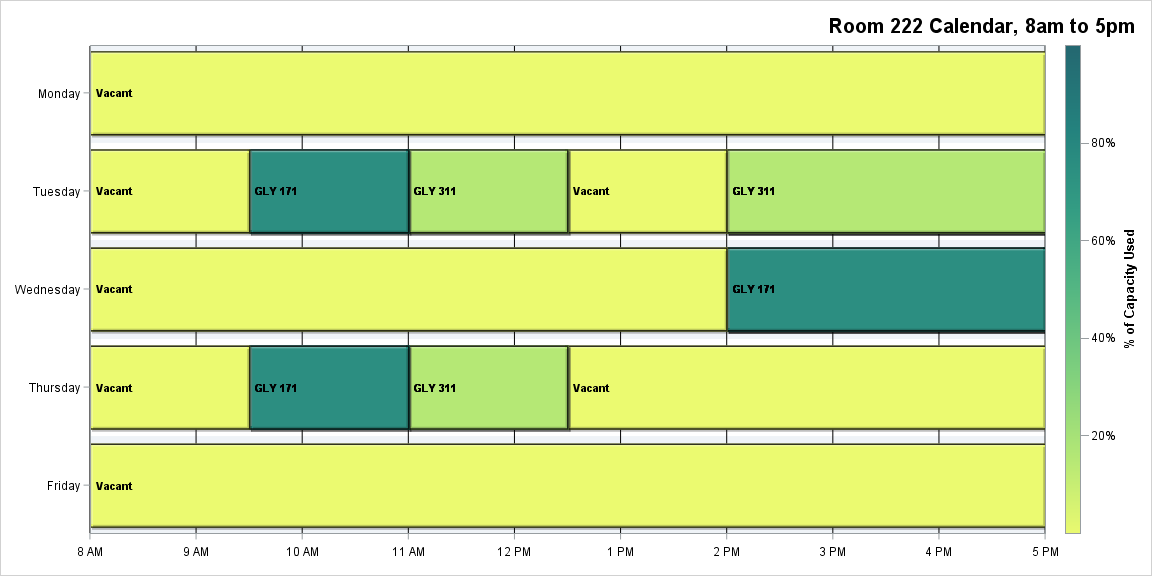 Room 222 Calendar, 8am to 5pm
Monday
Vacant
Tuesday
Vacant
GLY 171
GLY 311
Vacant
GLY 311
Wednesday
Vacant
GLY 171
Thursday
Vacant
GLY 171
GLY 311
Vacant
Friday
Vacant
8 AM
9 AM
10 AM
11 AM
12 PM
1 PM
2 PM
3 PM
4 PM
5 PM
80%
60%
40%
20%
% of Capacity Used